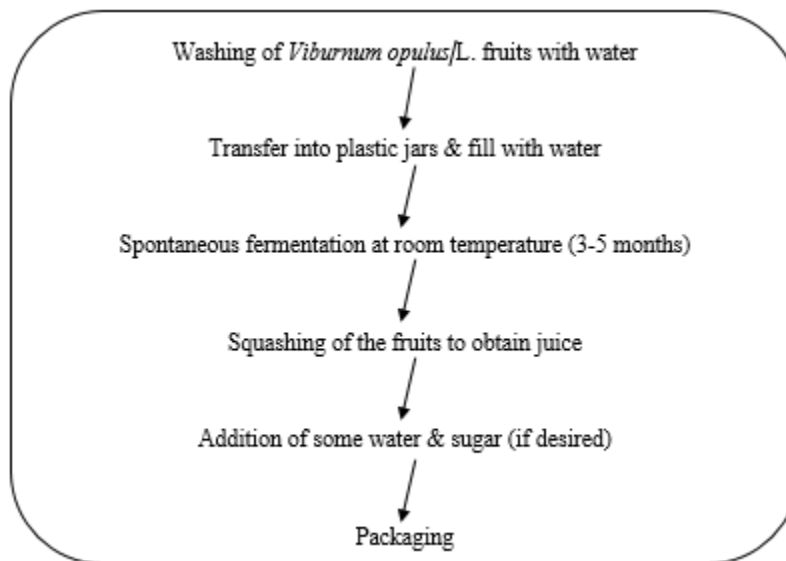 Washing of Viburnum opulus/L. fruits with water
Transfer into plastic jars & fill with water
Spontaneous fermentation at room temperature (3-5 months)
Squashing of the fruits to obtain juice
Addition of some water & sugar (if desired)
Packaging